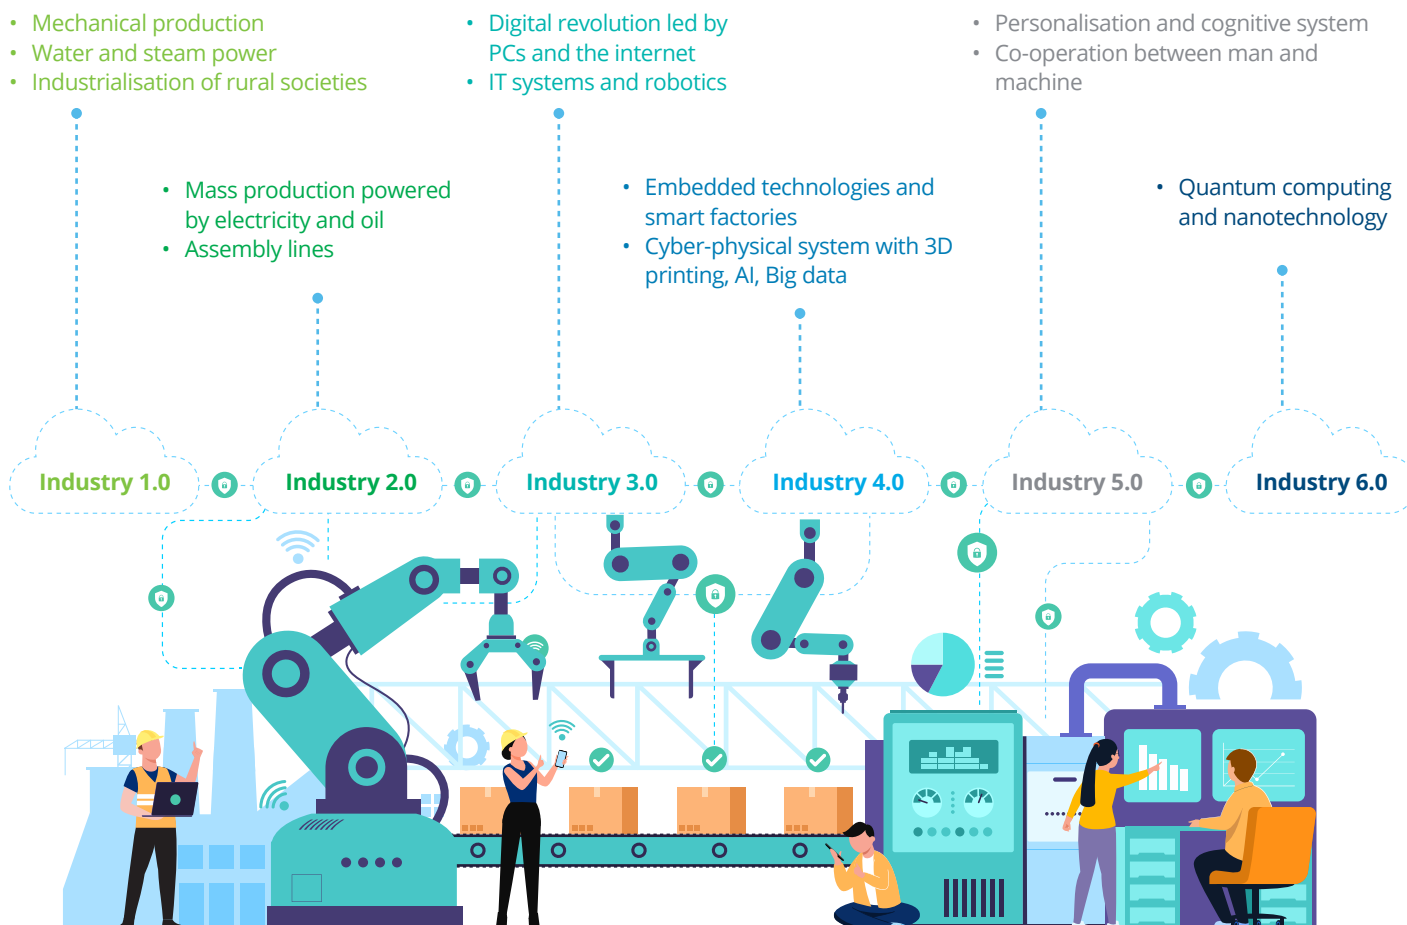 • Mechanical production
• Water and steam power
• Industrialisation of rural societies
• Digital revolution led by
PCs and the internet
• IT systems and robotics
• Personalisation and cognitive system
• Co-operation between man and
machine
• Mass production powered
by electricity and oil
• Assembly lines
• Embedded technologies and
smart factories
• Cyber-physical system with 3D
printing, AI, Big data
• Quantum computing
and nanotechnology
Industry 1.0
Industry 2.0
Industry 3.0
Industry 4.0
Industry 5.0
Industry 6.0